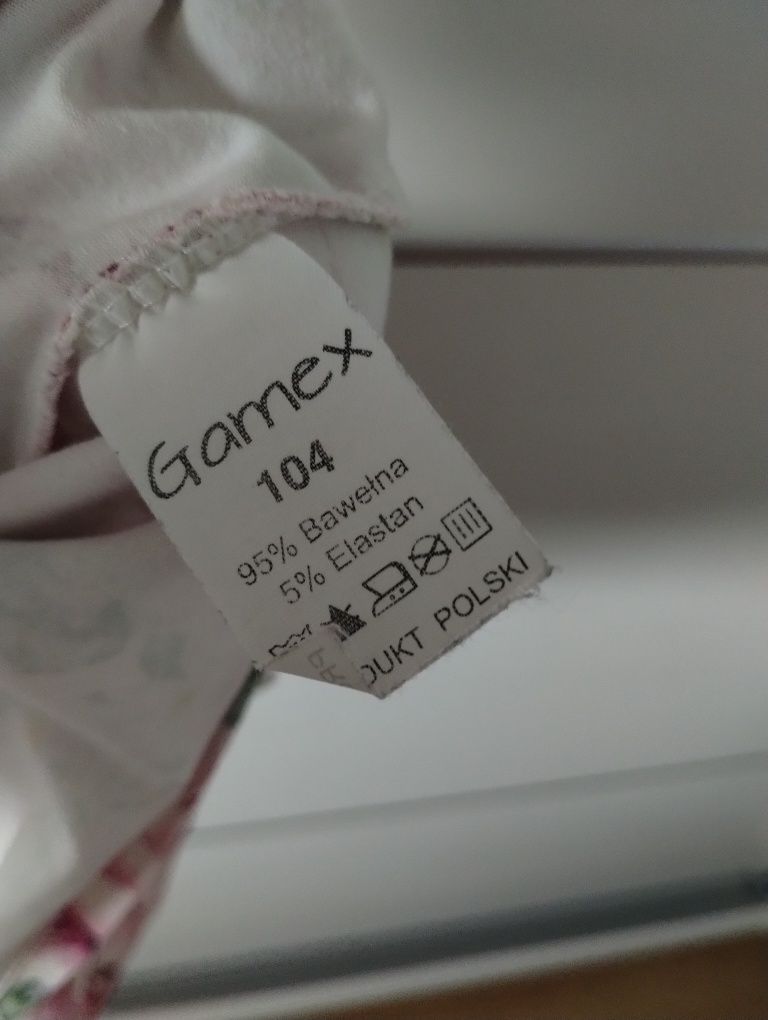 Gamex
104
95% Bawełna
5% Elastan
DUKT POLSKI